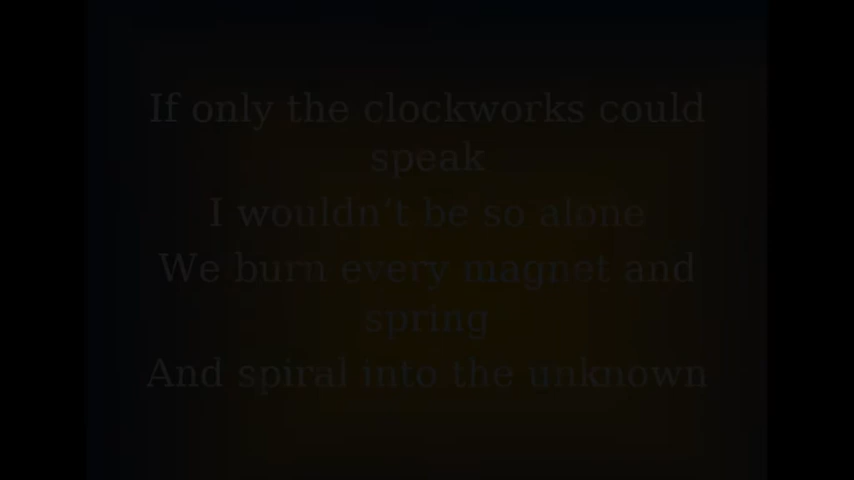 If only the clockworks could
speak
I wouldn't be so alone
We burn every magnet and
spring
And spiral into the unknown